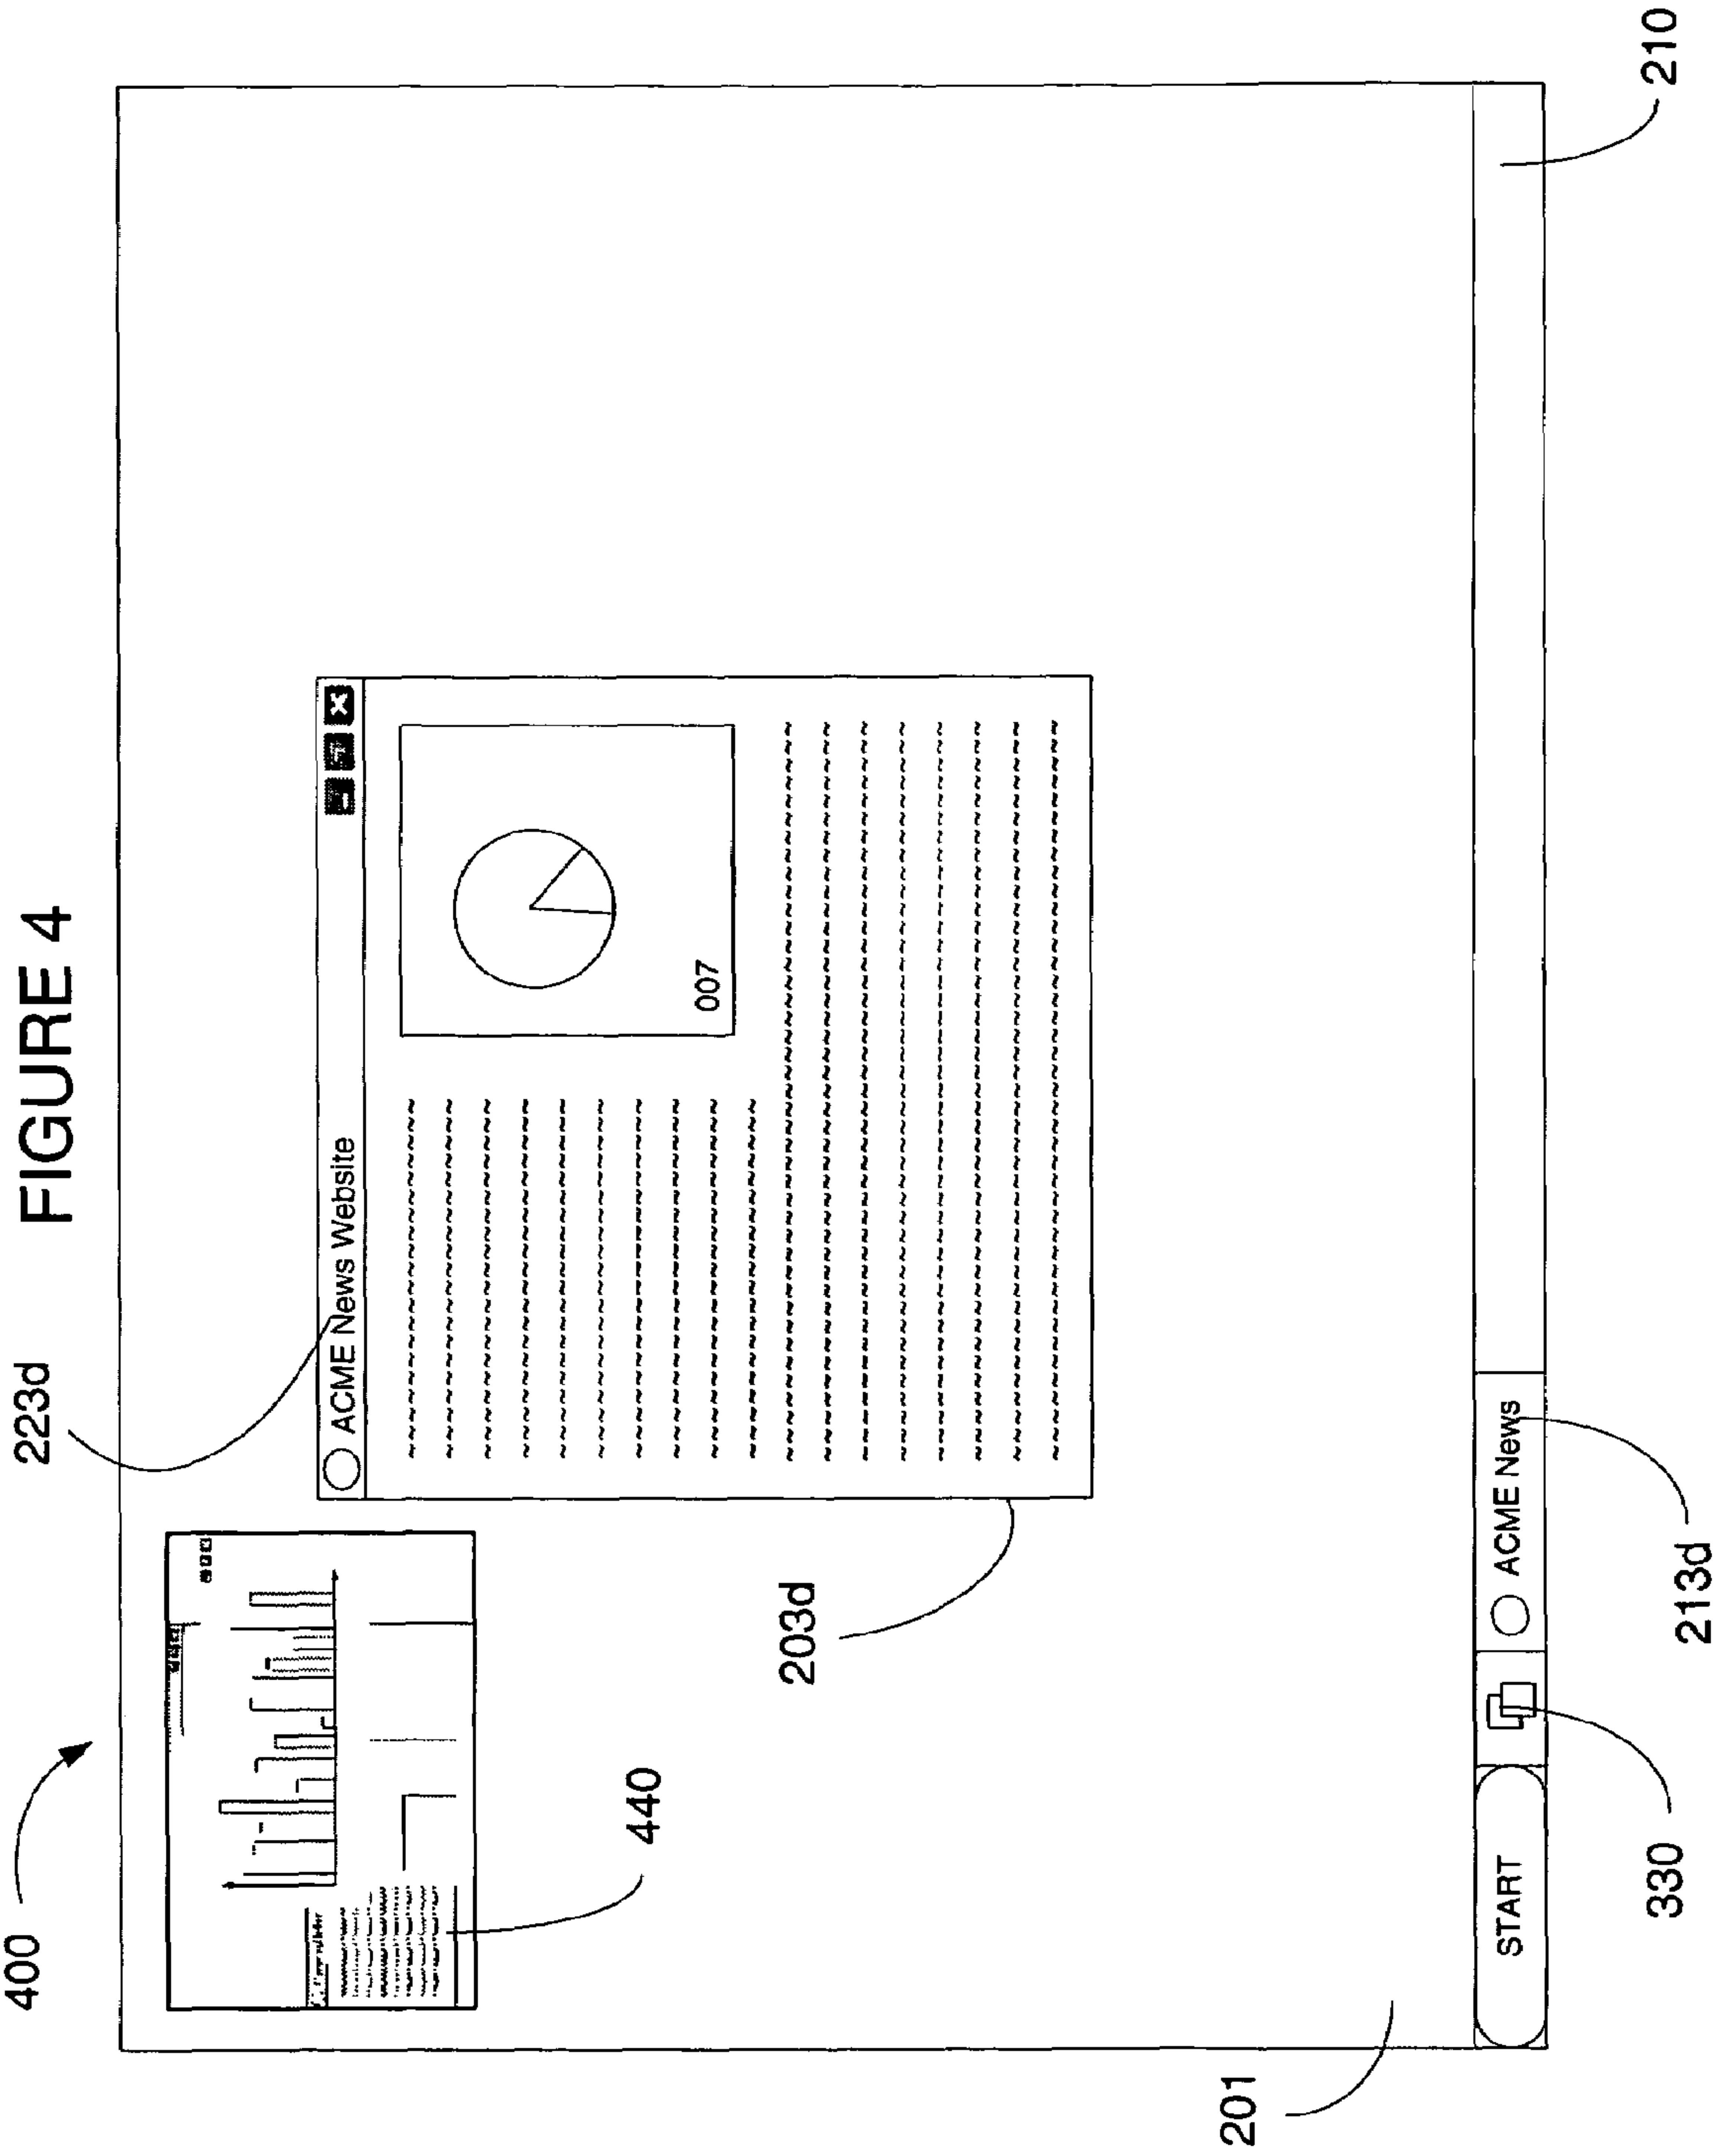 FIGURE 4
400
223d
ACME News Website
007
440
203d
201
START
ACME News
330
213d
210